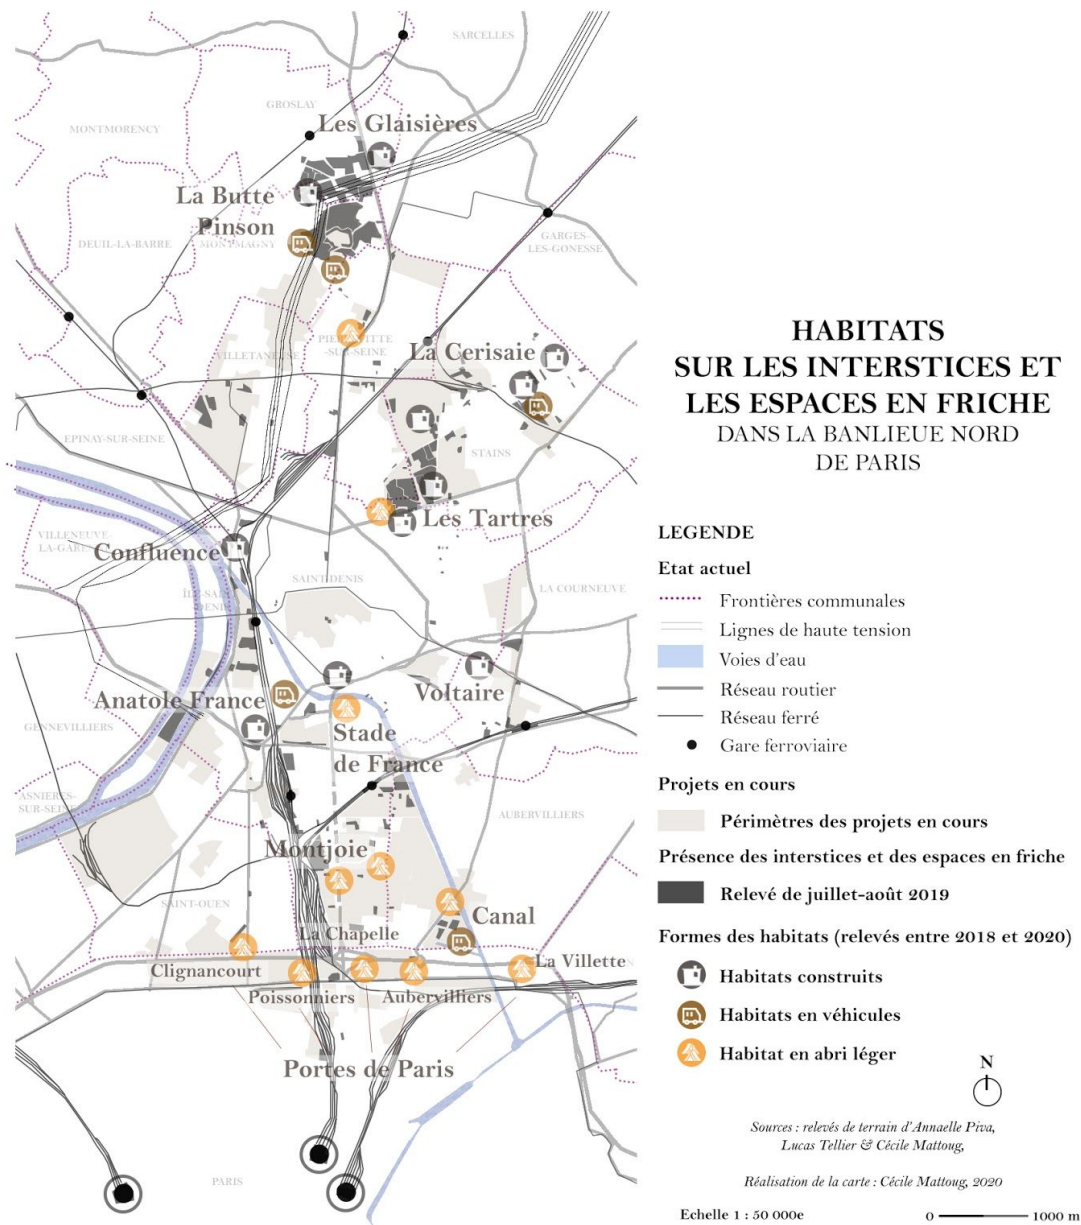 SARCELLES
GROSLAY
MONTMORENCY
Les Glaisières
La Butte
Pinson
DEUIL-LA-BARRE
MONTMAGNY
GARGES-
LES-GONESSE
PIERREFITTE
-SUR-SEINE
VILLETANEUSE
La Cerisaie
EPINAY-SUR-SEINE
STAINS
Les Tartres
VILLENEUVE-
Confluence
SAINT-DENIS
LA COURNEUVE
Voltaire
Anatole France
GENNEVILLIERS
Stade
de France
ASNIÈRES-
SUR-SEINE
AUBERVILLIERS
Montjoie
SAINT-OUEN
Canal
La Chapelle
La Villette
Clignancourt
Poissonniers
Aubervilliers
Portes de Paris
PARIS
HABITATS
SUR LES INTERSTICES ET
LES ESPACES EN FRICHE
DANS LA BANLIEUE NORD
DE PARIS
LEGENDE
Etat actuel
Frontières communales
Lignes de haute tension
Voies d'eau
Réseau routier
Réseau ferré
Gare ferroviaire
Projets en cours
Périmètres des projets en cours
Présence des interstices et des espaces en friche
Relevé de juillet-août 2019
Formes des habitats (relevés entre 2018 et 2020)
Habitats construits
Habitats en véhicules
Habitat en abri léger
N
Sources : relevés de terrain d'Annaelle Piva,
Lucas Tellier & Cécile Mattoug,
Réalisation de la carte : Cécile Mattoug, 2020
Echelle 1 : 50 000e
0 1000 m